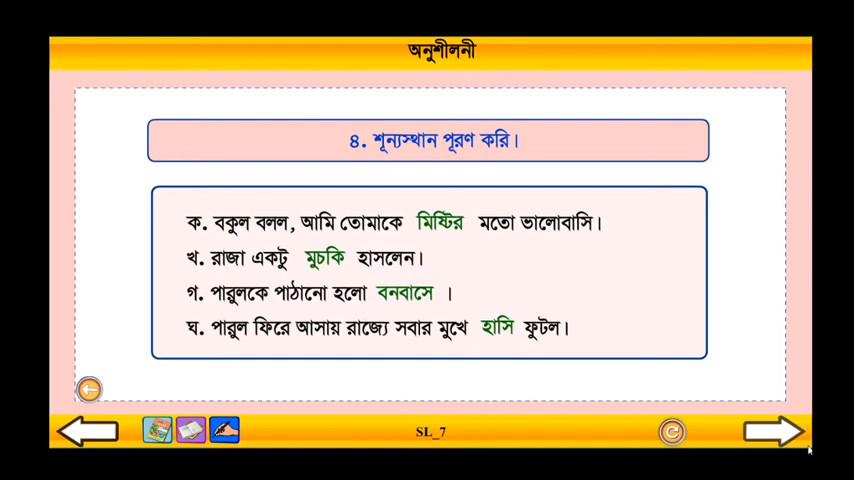 অনুশীলনী
৪. শূন্যস্থান পূরণ করি।
ক. বকুল বলল, আমি তোমাকে মিষ্টির মতো ভালোবাসি।
খ. রাজা একটু মুচকি হাসলেন।
গ. পারুলকে পাঠানো হলো বনবাসে ।
ঘ. পারুল ফিরে আসায় রাজ্যে সবার মুখে হাসি ফুটল।
SL_7